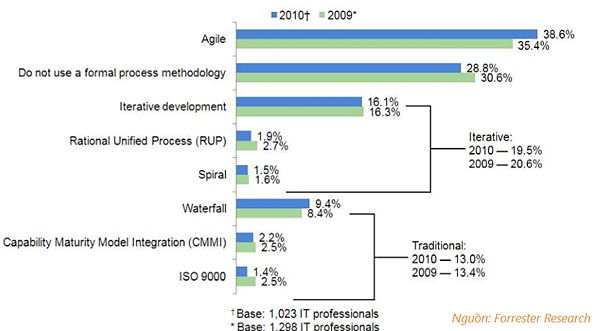 2010† 2009*
Agile 38.6%
35.4%
Do not use a formal process methodology 28.8%
30.6%
Iterative development 16.1%
16.3%
Rational Unified Process (RUP) 1.9%
2.7%
Iterative:
2010 — 19.5%
2009 — 20.6%
Spiral 1.5%
1.6%
Waterfall 9.4%
8.4%
Capability Maturity Model Integration (CMMI) 2.2%
2.5%
Traditional:
2010 — 13.0%
2009 — 13.4%
ISO 9000 1.4%
2.5%
† Base: 1,023 IT professionals
* Base: 1,298 IT professionals
Nguồn: Forrester Research